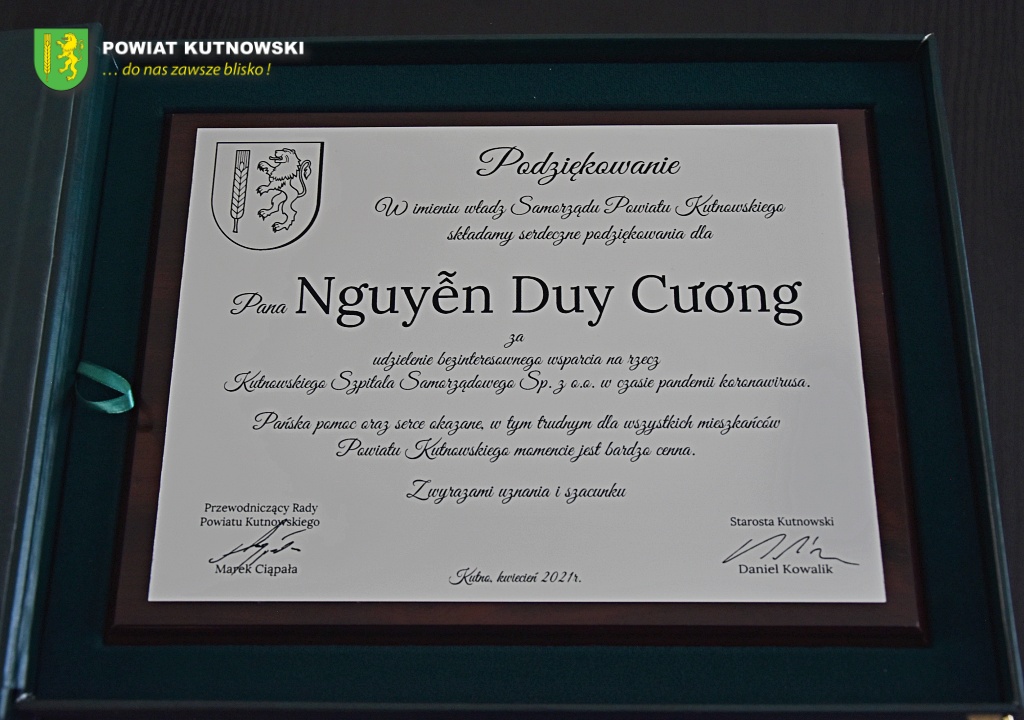 POWIAT KUTNOWSKI
... do nas zawsze blisko !
Podziękowanie
W imieniu władz Samorządu Powiatu Kutnowskiego
składamy serdeczne podziękowania dla
Pana Nguyễn Duy Cương
za
udzielenie bezinteresownego wsparcia na rzecz
Kutnowskiego Szpitala Samorządowego Sp. z o.o. w czasie pandemii koronawirusa.
Pańska pomoc oraz serce okazane, w tym trudnym dla wszystkich mieszkańców
Powiatu Kutnowskiego momencie jest bardzo cenna.
Z wyrazami uznania i szacunku
Przewodniczący Rady
Powiatu Kutnowskiego
Marek Ciąpała
Starosta Kutnowski
Daniel Kowalik
Kutno, kwiecień 2021r.